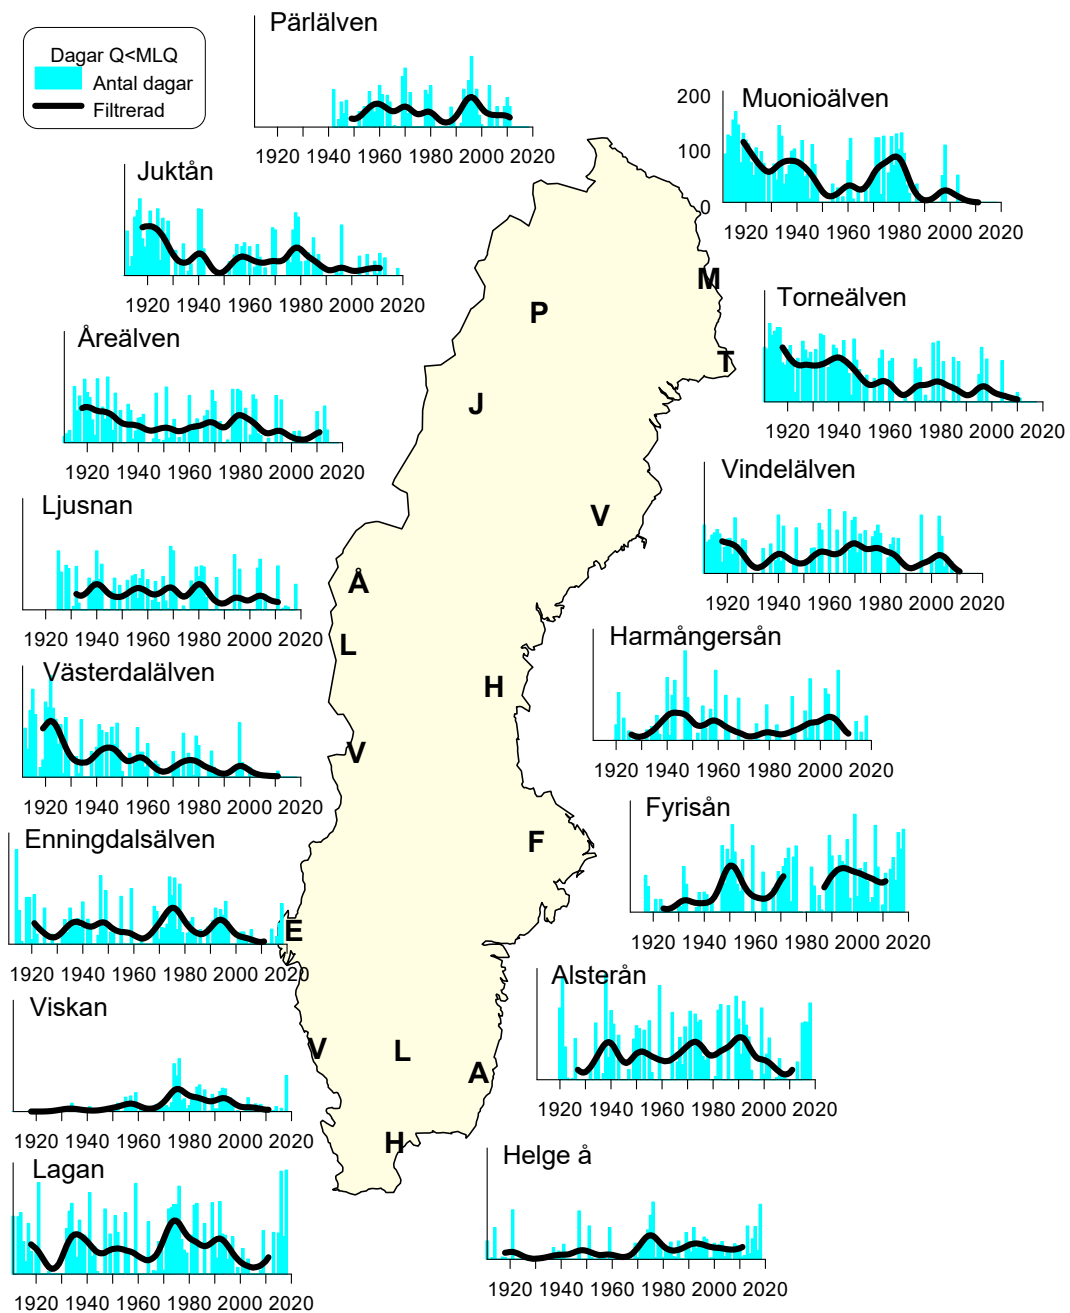 Pärlälven
Dagar Q<MLQ
Antal dagar
Filtrerad
1920 1940 1960 1980 2000 2020
200
100
0
Muonioälven
1920 1940 1960 1980 2000 2020
Juktån
1920 1940 1960 1980 2000 2020
M
P
Torneälven
1920 1940 1960 1980 2000 2020
Åreälven
1920 1940 1960 1980 2000 2020
T
J
Vindelälven
1920 1940 1960 1980 2000 2020
Ljusnan
1920 1940 1960 1980 2000 2020
V
Å
L
Harmångersån
1920 1940 1960 1980 2000 2020
Västerdalälven
1920 1940 1960 1980 2000 2020
H
V
Fyrisån
1920 1940 1960 1980 2000 2020
Enningdalsälven
1920 1940 1960 1980 2000 2020
F
E
Alsterån
1920 1940 1960 1980 2000 2020
Viskan
1920 1940 1960 1980 2000 2020
V
L
A
H
Lagan
1920 1940 1960 1980 2000 2020
Helge å
1920 1940 1960 1980 2000 2020